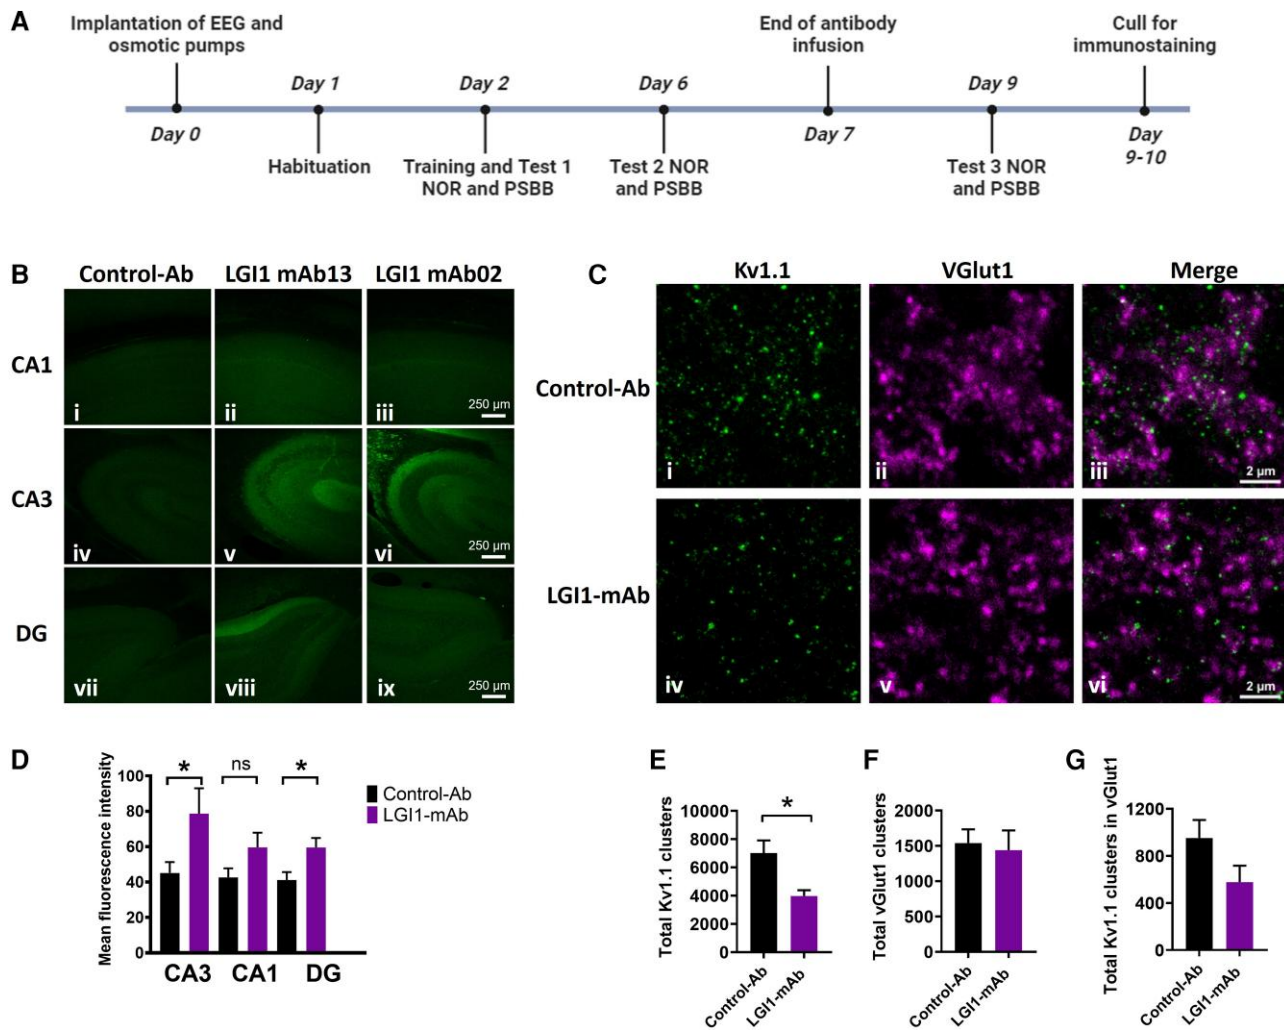 A
Implantation of EEG and
osmotic pumps
End of antibody
infusion
Cull for
immunostaining
Day 1
Day 2
Day 6
Day 9
Day 0
Day 7
Day
9-10
Habituation
Training and Test 1
NOR and PSBB
Test 2 NOR
and PSBB
Test 3 NOR
and PSBB
B
Control-Ab
LGI1 mAb13
LGI1 mAb02
CA1
i
ii
iii
250 µm
CA3
iv
v
vi
250 µm
DG
vii
viii
ix
250 µm
C
Kv1.1
VGlut1
Merge
Control-Ab
i
ii
iii
2 µm
LGI1-mAb
iv
v
vi
2 µm
D
Mean fluorescence intensity
100
80
60
40
20
0
*
ns
*
CA3
CA1
DG
Control-Ab
LGI1-mAb
E
Total Kv1.1 clusters
10000
8000
6000
4000
2000
0
*
Control-Ab
LGI1-mAb
F
Total vGlut1 clusters
2000
1500
1000
500
0
Control-Ab
LGI1-mAb
G
Total Kv1.1 clusters in vGlut1
1200
800
400
0
Control-Ab
LGI1-mAb